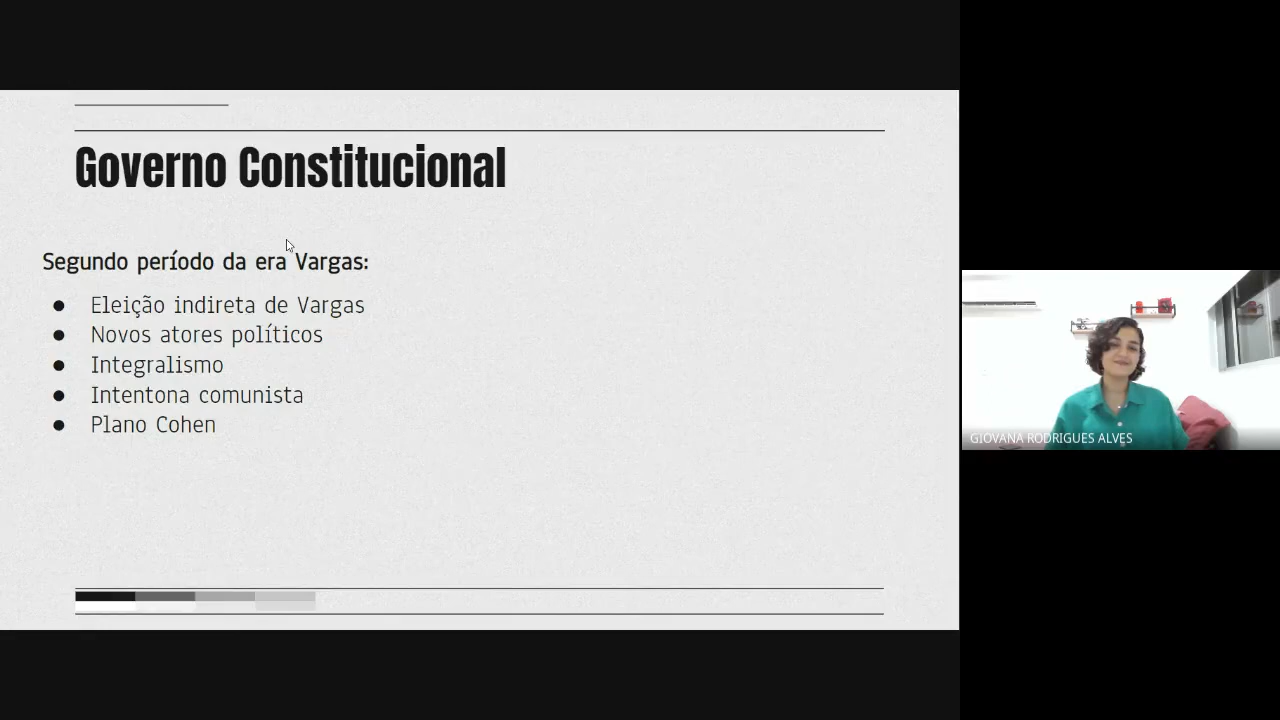 Governo Constitucional
Segundo período da era Vargas:
● Eleição indireta de Vargas
● Novos atores políticos
● Integralismo
● Intentona comunista
● Plano Cohen
GIOVANA RODRIGUES ALVES